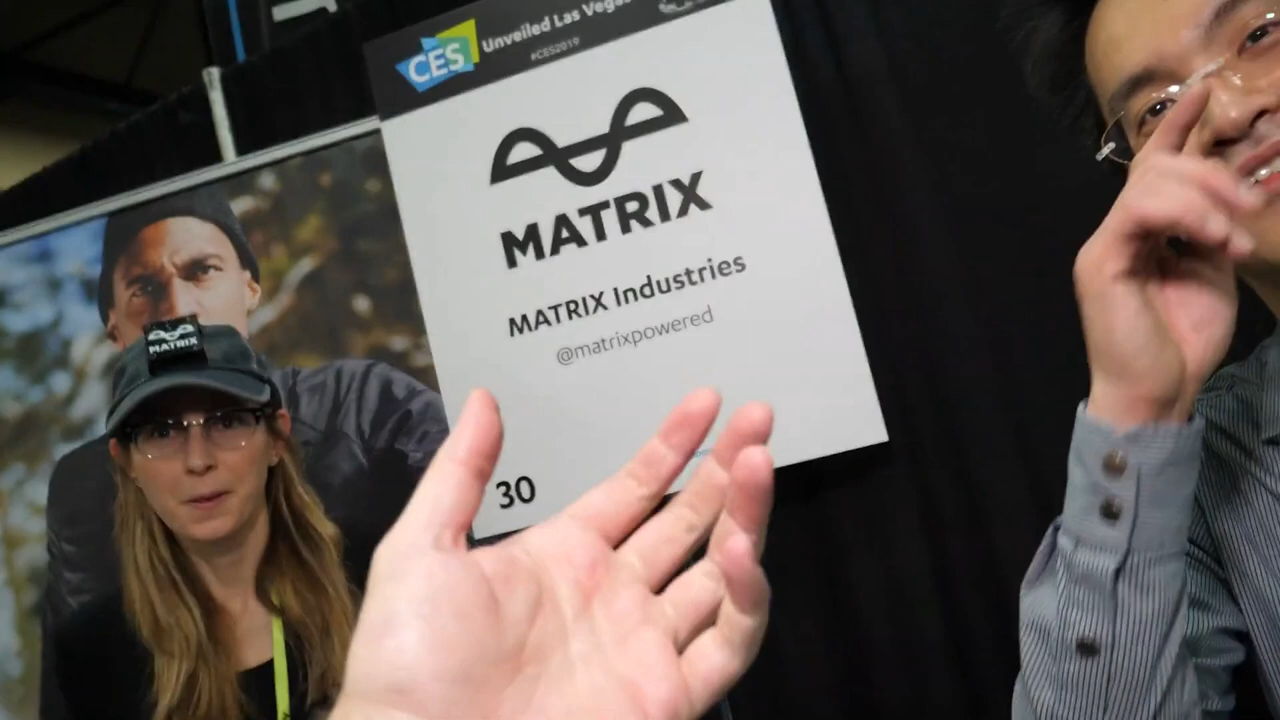 CES Unveiled Las Vegas
#CES2019
MATRIX
MATRIX Industries
@matrixpowered
30
MATRIX